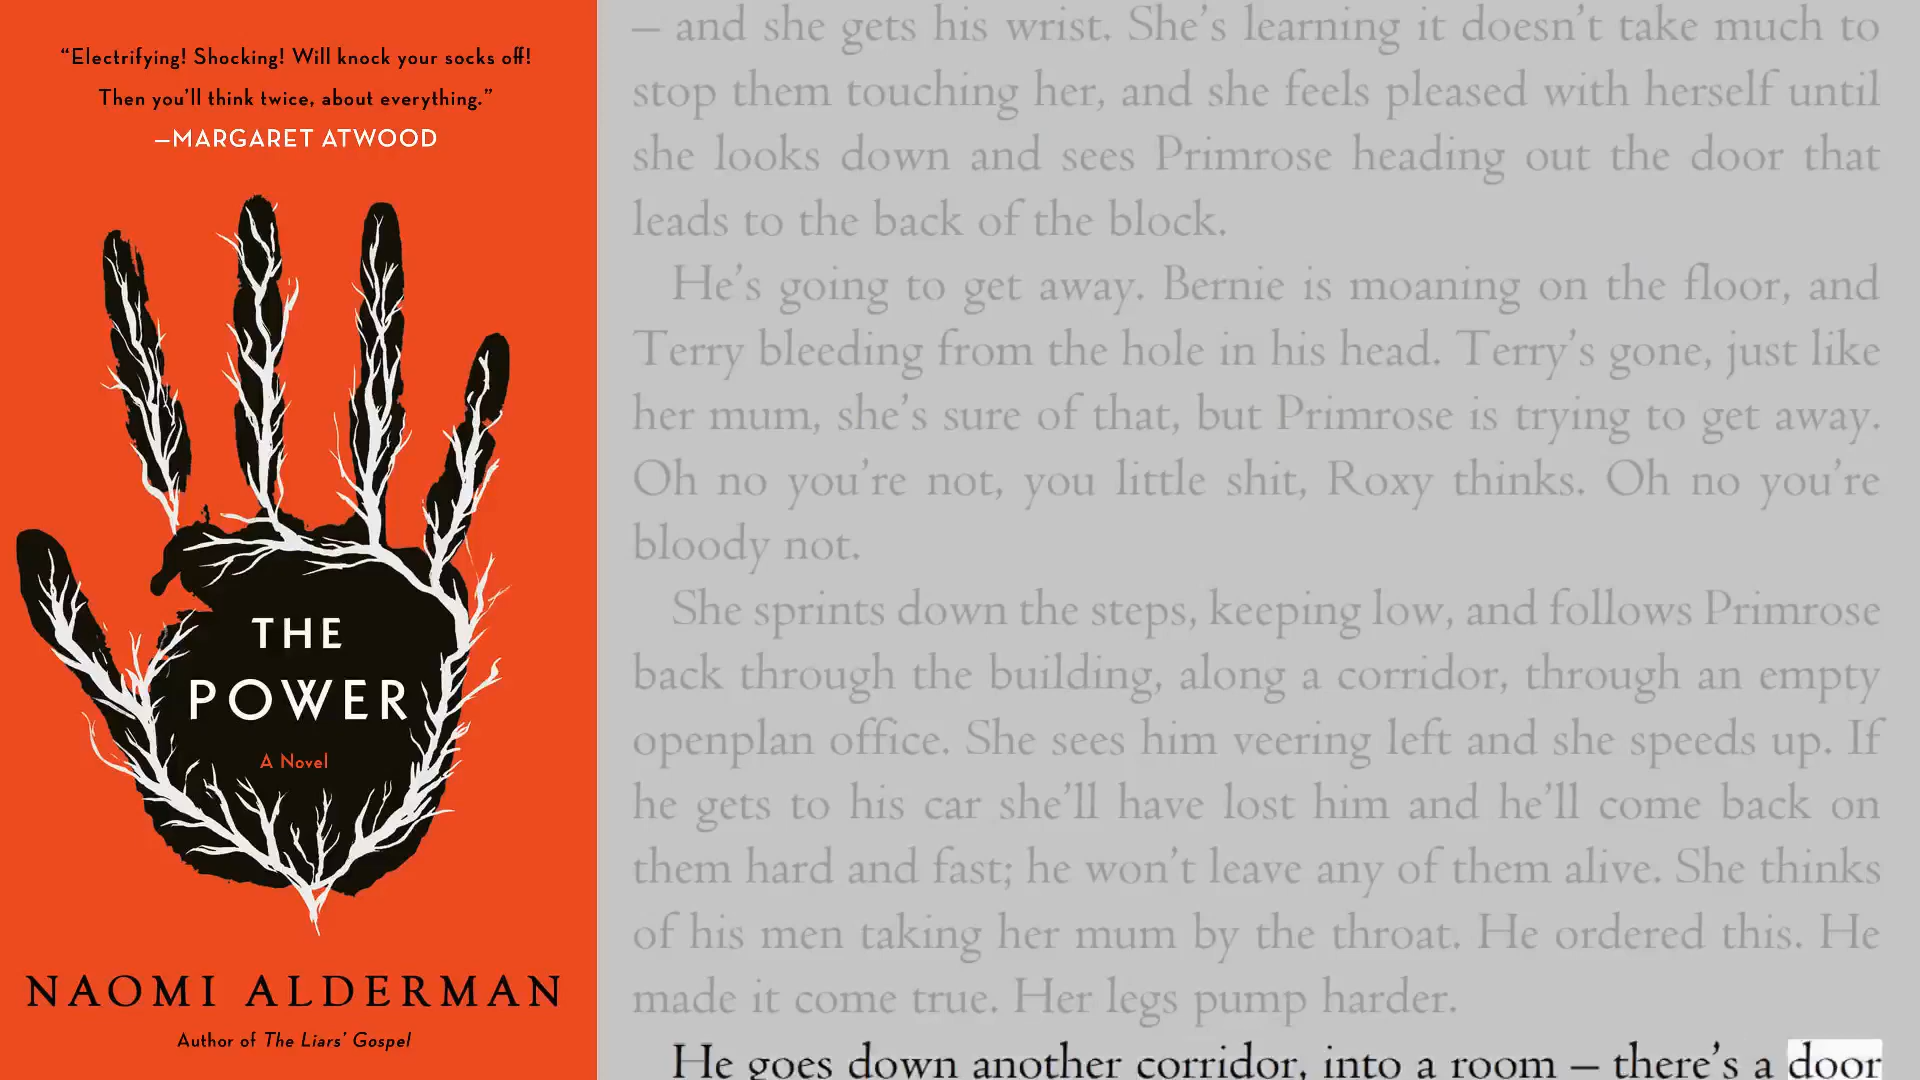 “Electrifying! Shocking! Will knock your socks off!
Then you’ll think twice, about everything.”
—MARGARET ATWOOD
THE
POWER
A Novel
NAOMI ALDERMAN
Author of The Liars’ Gospel
– and she gets his wrist. She’s learning it doesn’t take much to
stop them touching her, and she feels pleased with herself until
she looks down and sees Primrose heading out the door that
leads to the back of the block.
He’s going to get away. Bernie is moaning on the floor, and
Terry bleeding from the hole in his head. Terry’s gone, just like
her mum, she’s sure of that, but Primrose is trying to get away.
Oh no you’re not, you little shit, Roxy thinks. Oh no you’re
bloody not.
She sprints down the steps, keeping low, and follows Primrose
back through the building, along a corridor, through an empty
openplan office. She sees him veering left and she speeds up. If
he gets to his car she’ll have lost him and he’ll come back on
them hard and fast; he won’t leave any of them alive. She thinks
of his men taking her mum by the throat. He ordered this. He
made it come true. Her legs pump harder.
He goes down another corridor, into a room – there’s a door